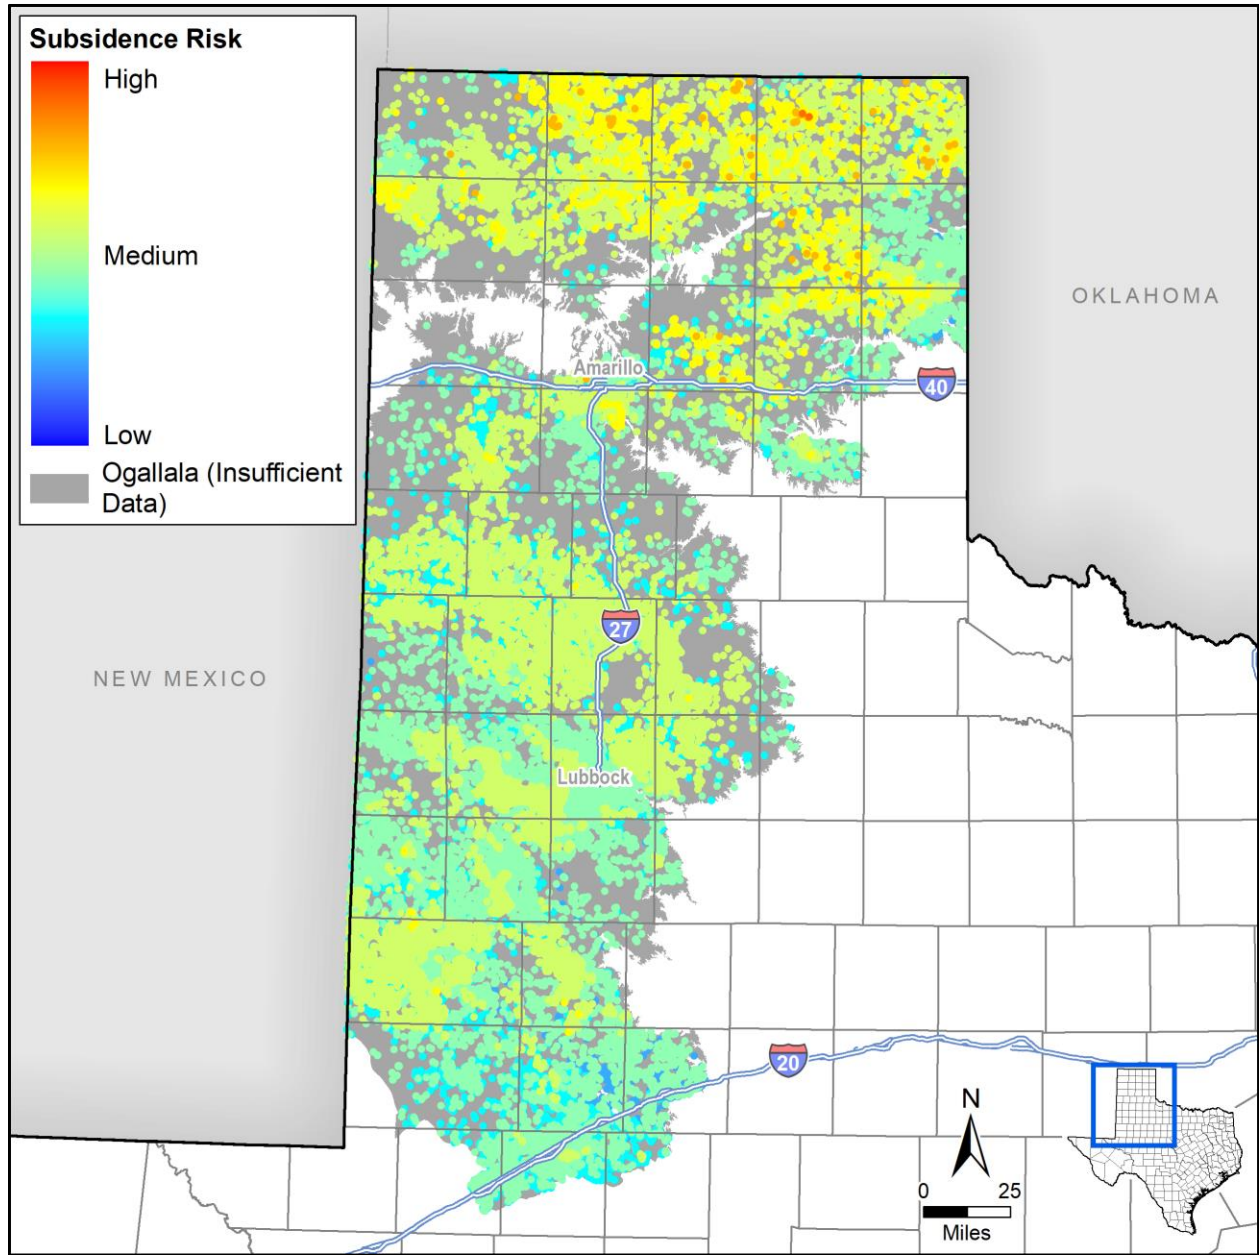 Subsidence Risk
High
Medium
Low
Ogallala (Insufficient
Data)
OKLAHOMA
Amarillo
40
27
NEW MEXICO
Lubbock
20
N
0 25
Miles